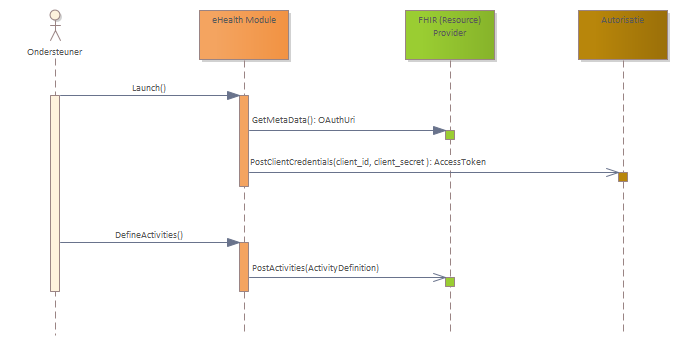 eHealth Module
FHIR (Resource)
Provider
Autorisatie
Ondersteuner
Launch()
GetMetaData(): OAuthUri
PostClientCredentials(client_id, client_secret ): AccessToken
DefineActivities()
PostActivities(ActivityDefinition)